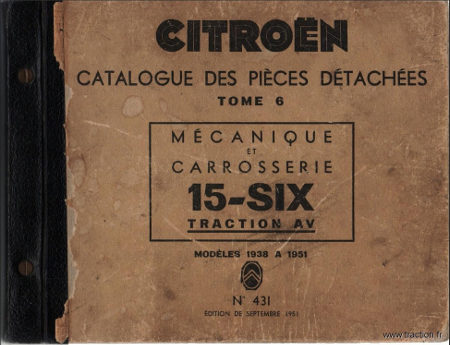 CITROËN
CATALOGUE DES PIÈCES DÉTACHÉES
TOME 6
MÉCANIQUE
ET
CARROSSERIE
15-SIX
TRACTION AV
MODÈLES 1938 A 1951
N° 431
ÉDITION DE SEPTEMBRE 1951
www.traction.fr